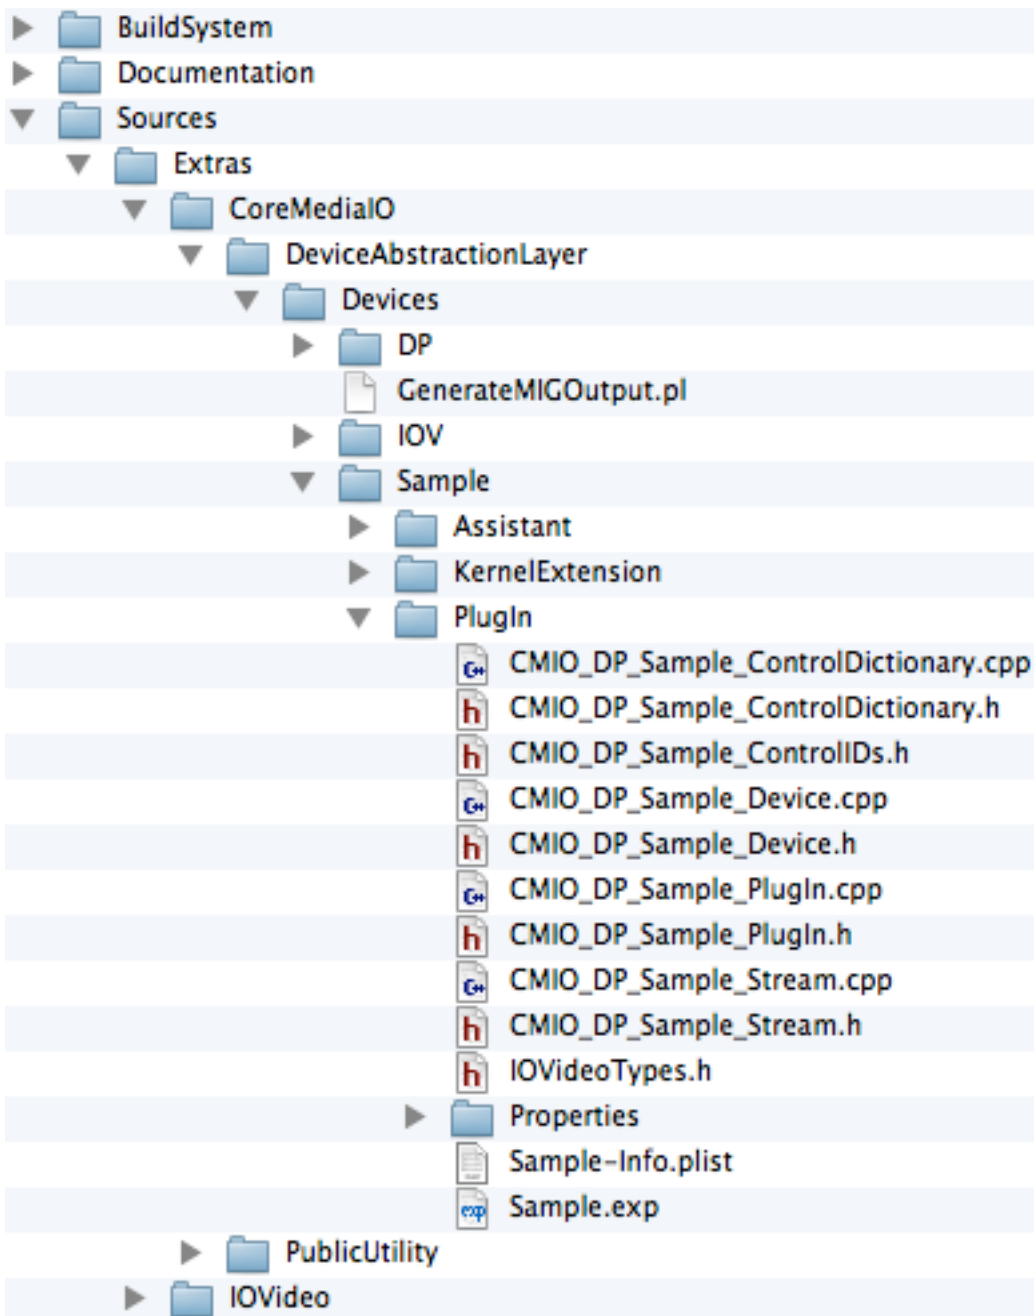 BuildSystem
Documentation
Sources
Extras
CoreMediaIO
DeviceAbstractionLayer
Devices
DP
GenerateMIGOutput.pl
IOV
Sample
Assistant
KernelExtension
PlugIn
CMIO_DP_Sample_ControlDictionary.cpp
CMIO_DP_Sample_ControlDictionary.h
CMIO_DP_Sample_ControlIDs.h
CMIO_DP_Sample_Device.cpp
CMIO_DP_Sample_Device.h
CMIO_DP_Sample_PlugIn.cpp
CMIO_DP_Sample_PlugIn.h
CMIO_DP_Sample_Stream.cpp
CMIO_DP_Sample_Stream.h
IOVideoTypes.h
Properties
Sample-Info.plist
Sample.exp
PublicUtility
IOVideo